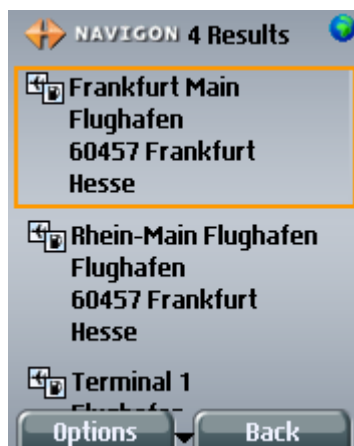 NAVIGON 4 Results
Frankfurt Main
Flughafen
60457 Frankfurt
Hesse
Rhein-Main Flughafen
Flughafen
60457 Frankfurt
Hesse
Terminal 1
Options Back